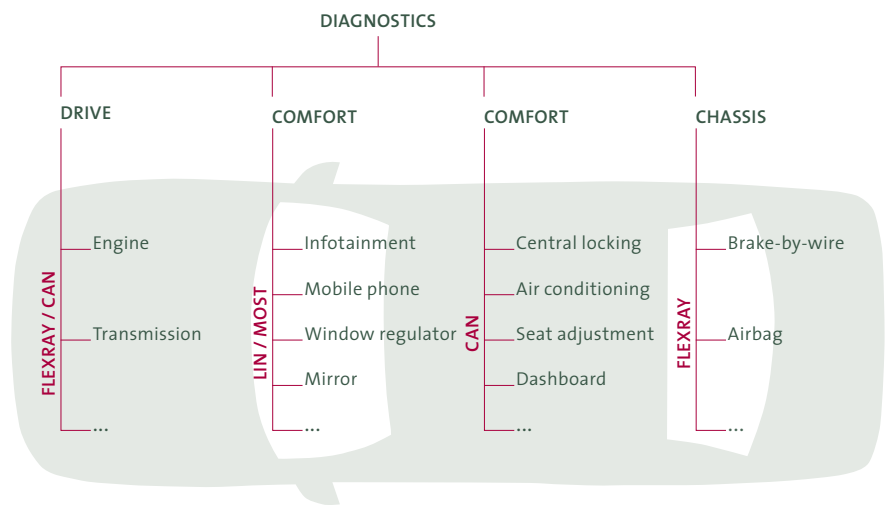 DIAGNOSTICS
DRIVE
COMFORT
COMFORT
CHASSIS
FLEXRAY / CAN
Engine
Transmission
...
LIN / MOST
Infotainment
Mobile phone
Window regulator
Mirror
...
CAN
Central locking
Air conditioning
Seat adjustment
Dashboard
...
FLEXRAY
Brake-by-wire
Airbag
...